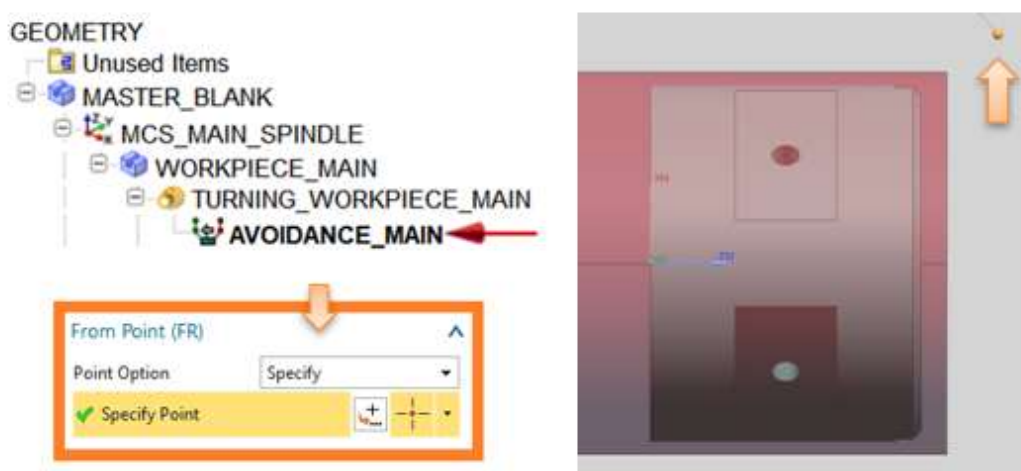 GEOMETRY
Unused Items
MASTER_BLANK
MCS_MAIN_SPINDLE
WORKPIECE_MAIN
TURNING_WORKPIECE_MAIN
AVOIDANCE_MAIN
From Point (FR)
Point Option Specify
Specify Point